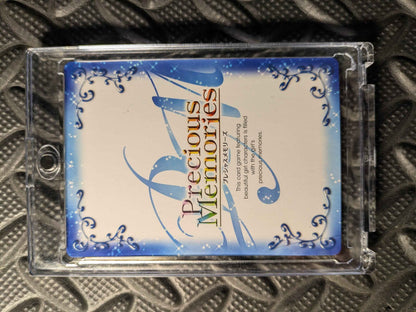 Precious
Memories
プレシャスメモリーズ
This card game featuring
beautiful girl characters is filled
with the girl's
precious memories.